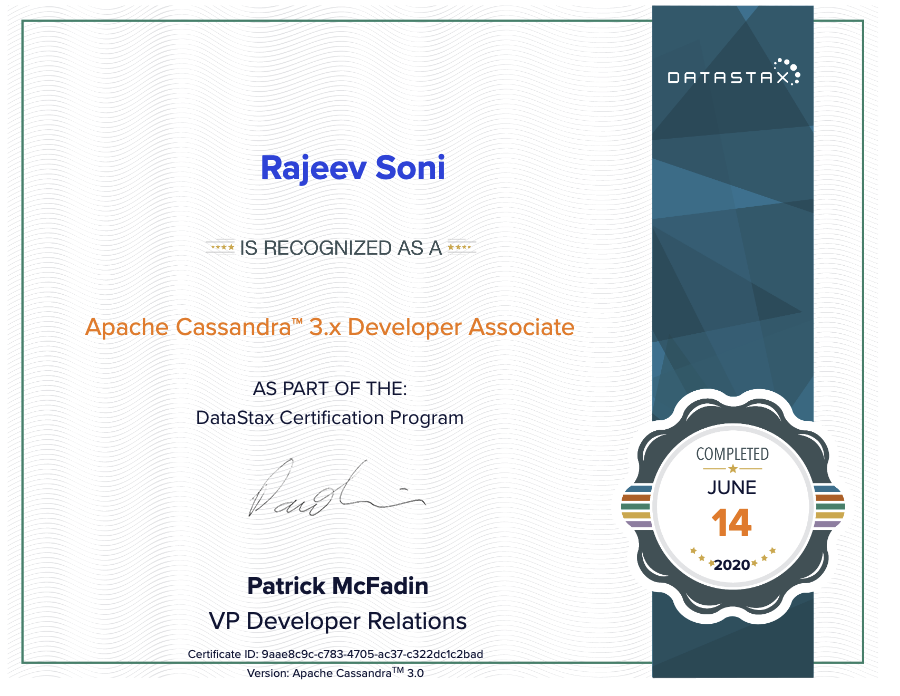 DATASTAX
Rajeev Soni
IS RECOGNIZED AS A
Apache Cassandra™ 3.x Developer Associate
AS PART OF THE:
DataStax Certification Program
Patrick McFadin
VP Developer Relations
Certificate ID: 9aae8c9c-c783-4705-ac37-c322dc1c2bad
Version: Apache Cassandra™ 3.0
COMPLETED
JUNE
14
2020